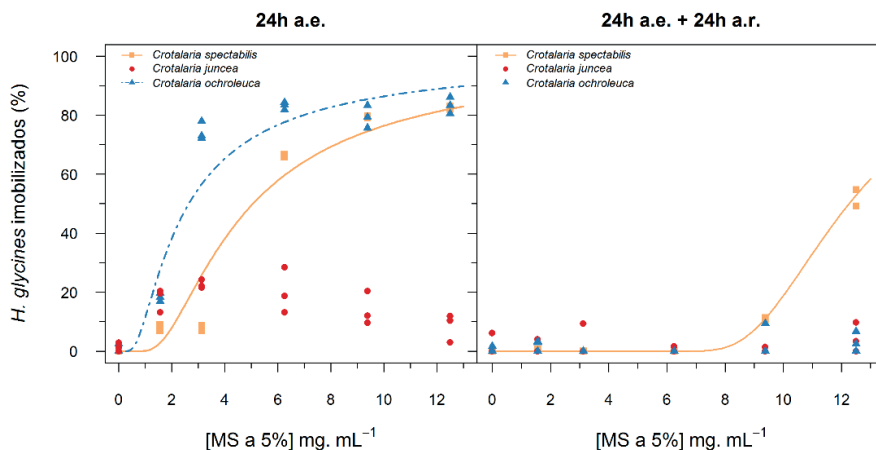 24h a.e.
24h a.e. + 24h a.r.
H. glycines imobilizados (%)
100
80
60
40
20
0
Crotalaria spectabilis
Crotalaria juncea
Crotalaria ochroleuca
Crotalaria spectabilis
Crotalaria juncea
Crotalaria ochroleuca
0 2 4 6 8 10 12
0 2 4 6 8 10 12
[MS a 5%] mg. mL⁻¹
[MS a 5%] mg. mL⁻¹